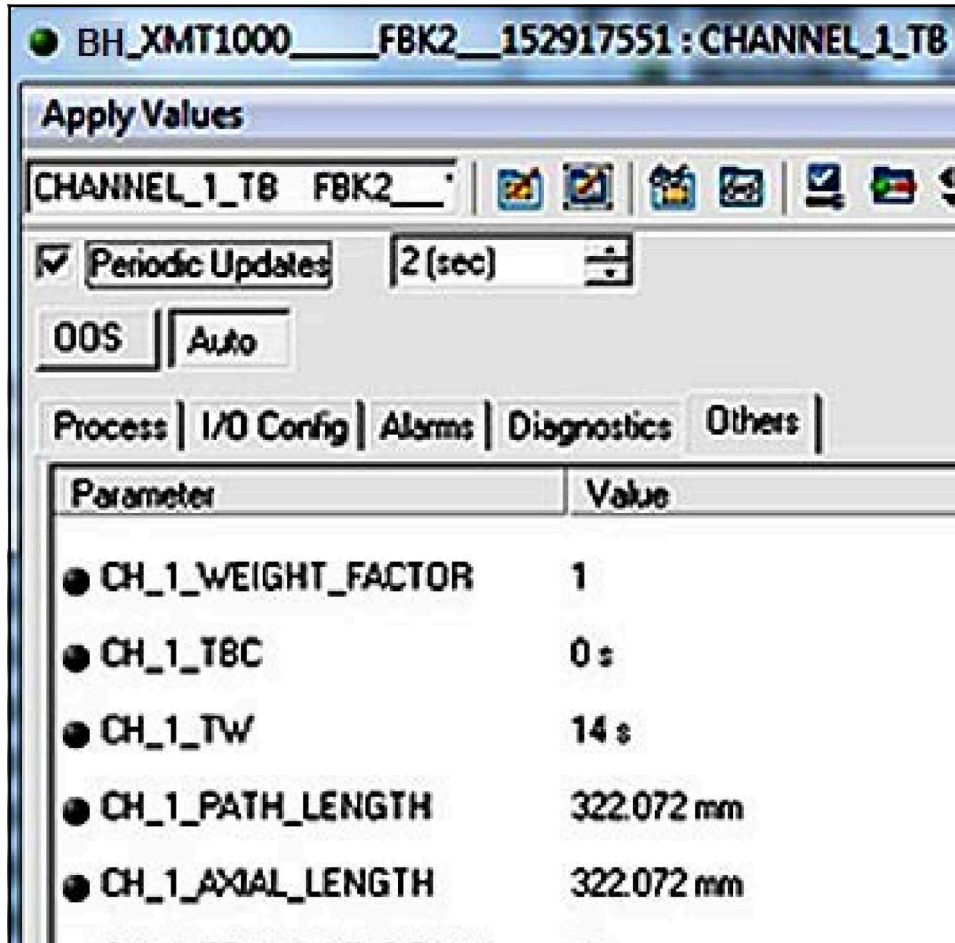 BH_XMT1000_____FBK2__152917551 : CHANNEL_1_TB
Apply Values
CHANNEL_1_TB FBK2___
Periodic Updates 2 (sec)
OOS Auto
Process I/O Config Alarms Diagnostics Others
Parameter Value
CH_1_WEIGHT_FACTOR 1
CH_1_TBC 0 s
CH_1_TW 14 s
CH_1_PATH_LENGTH 322.072 mm
CH_1_AXIAL_LENGTH 322.072 mm